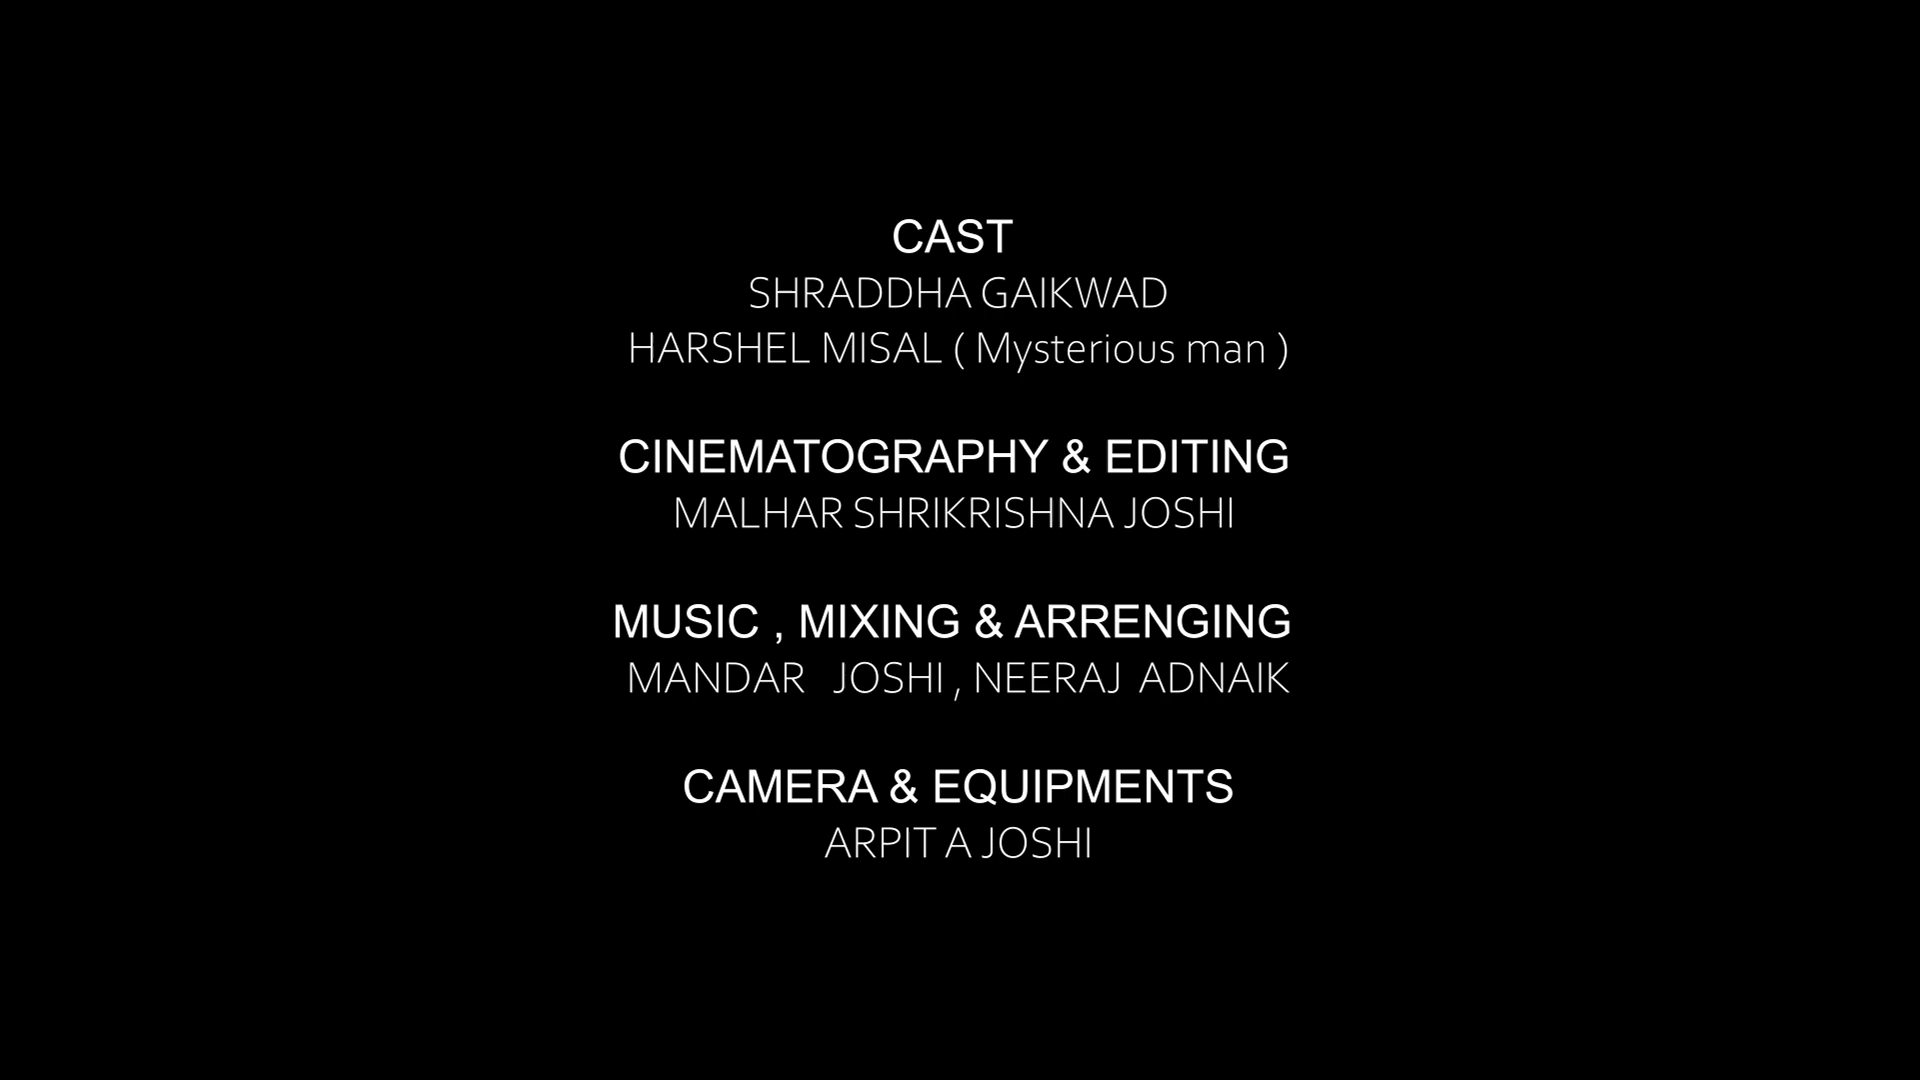 CAST
SHRADDHA GAIKWAD
HARSHEL MISAL ( Mysterious man )
CINEMATOGRAPHY & EDITING
MALHAR SHRIKRISHNA JOSHI
MUSIC , MIXING & ARRENGING
MANDAR JOSHI , NEERAJ ADNAIK
CAMERA & EQUIPMENTS
ARPIT A JOSHI